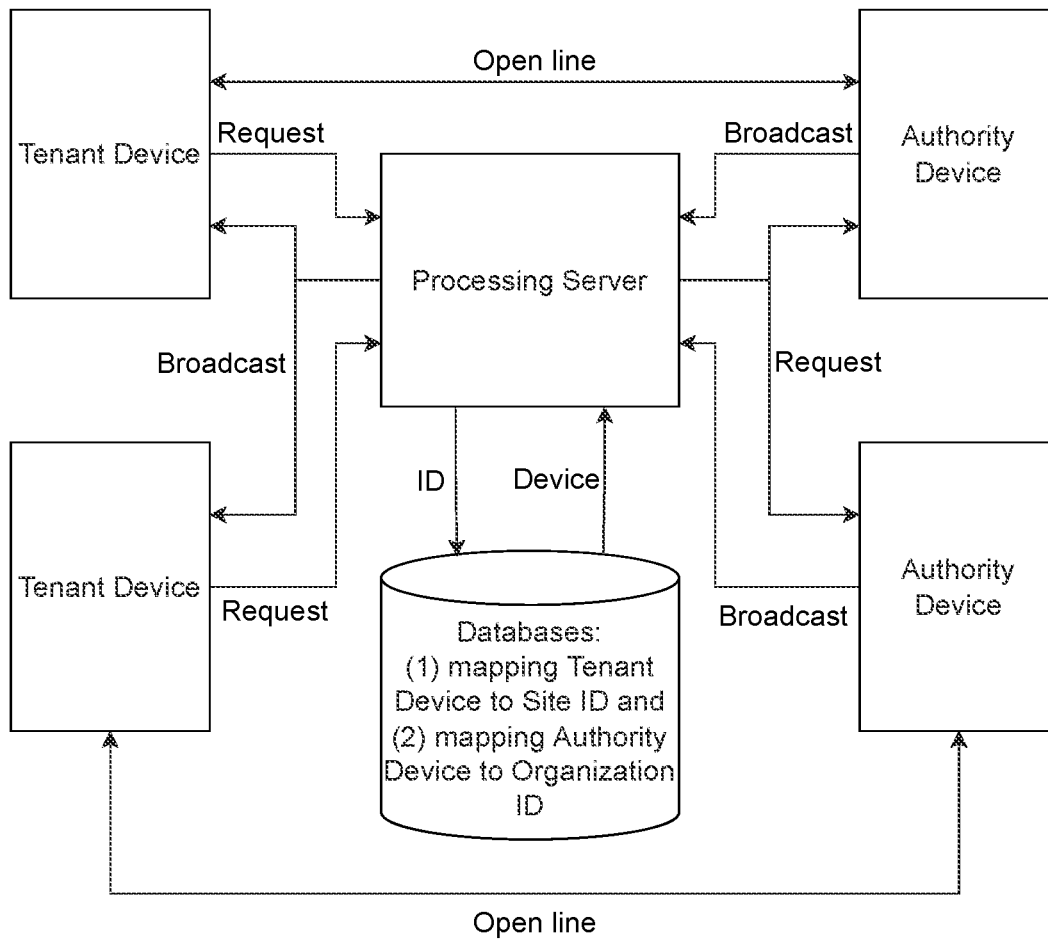 Open line
Tenant Device
Request
Broadcast
Authority
Device
Processing Server
Broadcast
Request
ID
Device
Tenant Device
Request
Broadcast
Authority
Device
Databases:
(1) mapping Tenant
Device to Site ID and
(2) mapping Authority
Device to Organization
ID
Open line